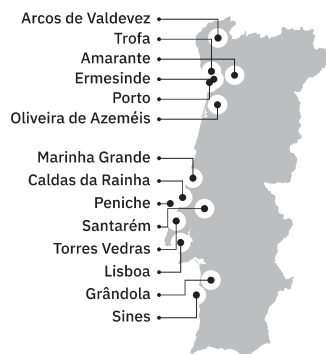 Arcos de Valdevez
Trofa
Amarante
Ermesinde
Porto
Oliveira de Azeméis
Marinha Grande
Caldas da Rainha
Peniche
Santarém
Torres Vedras
Lisboa
Grândola
Sines